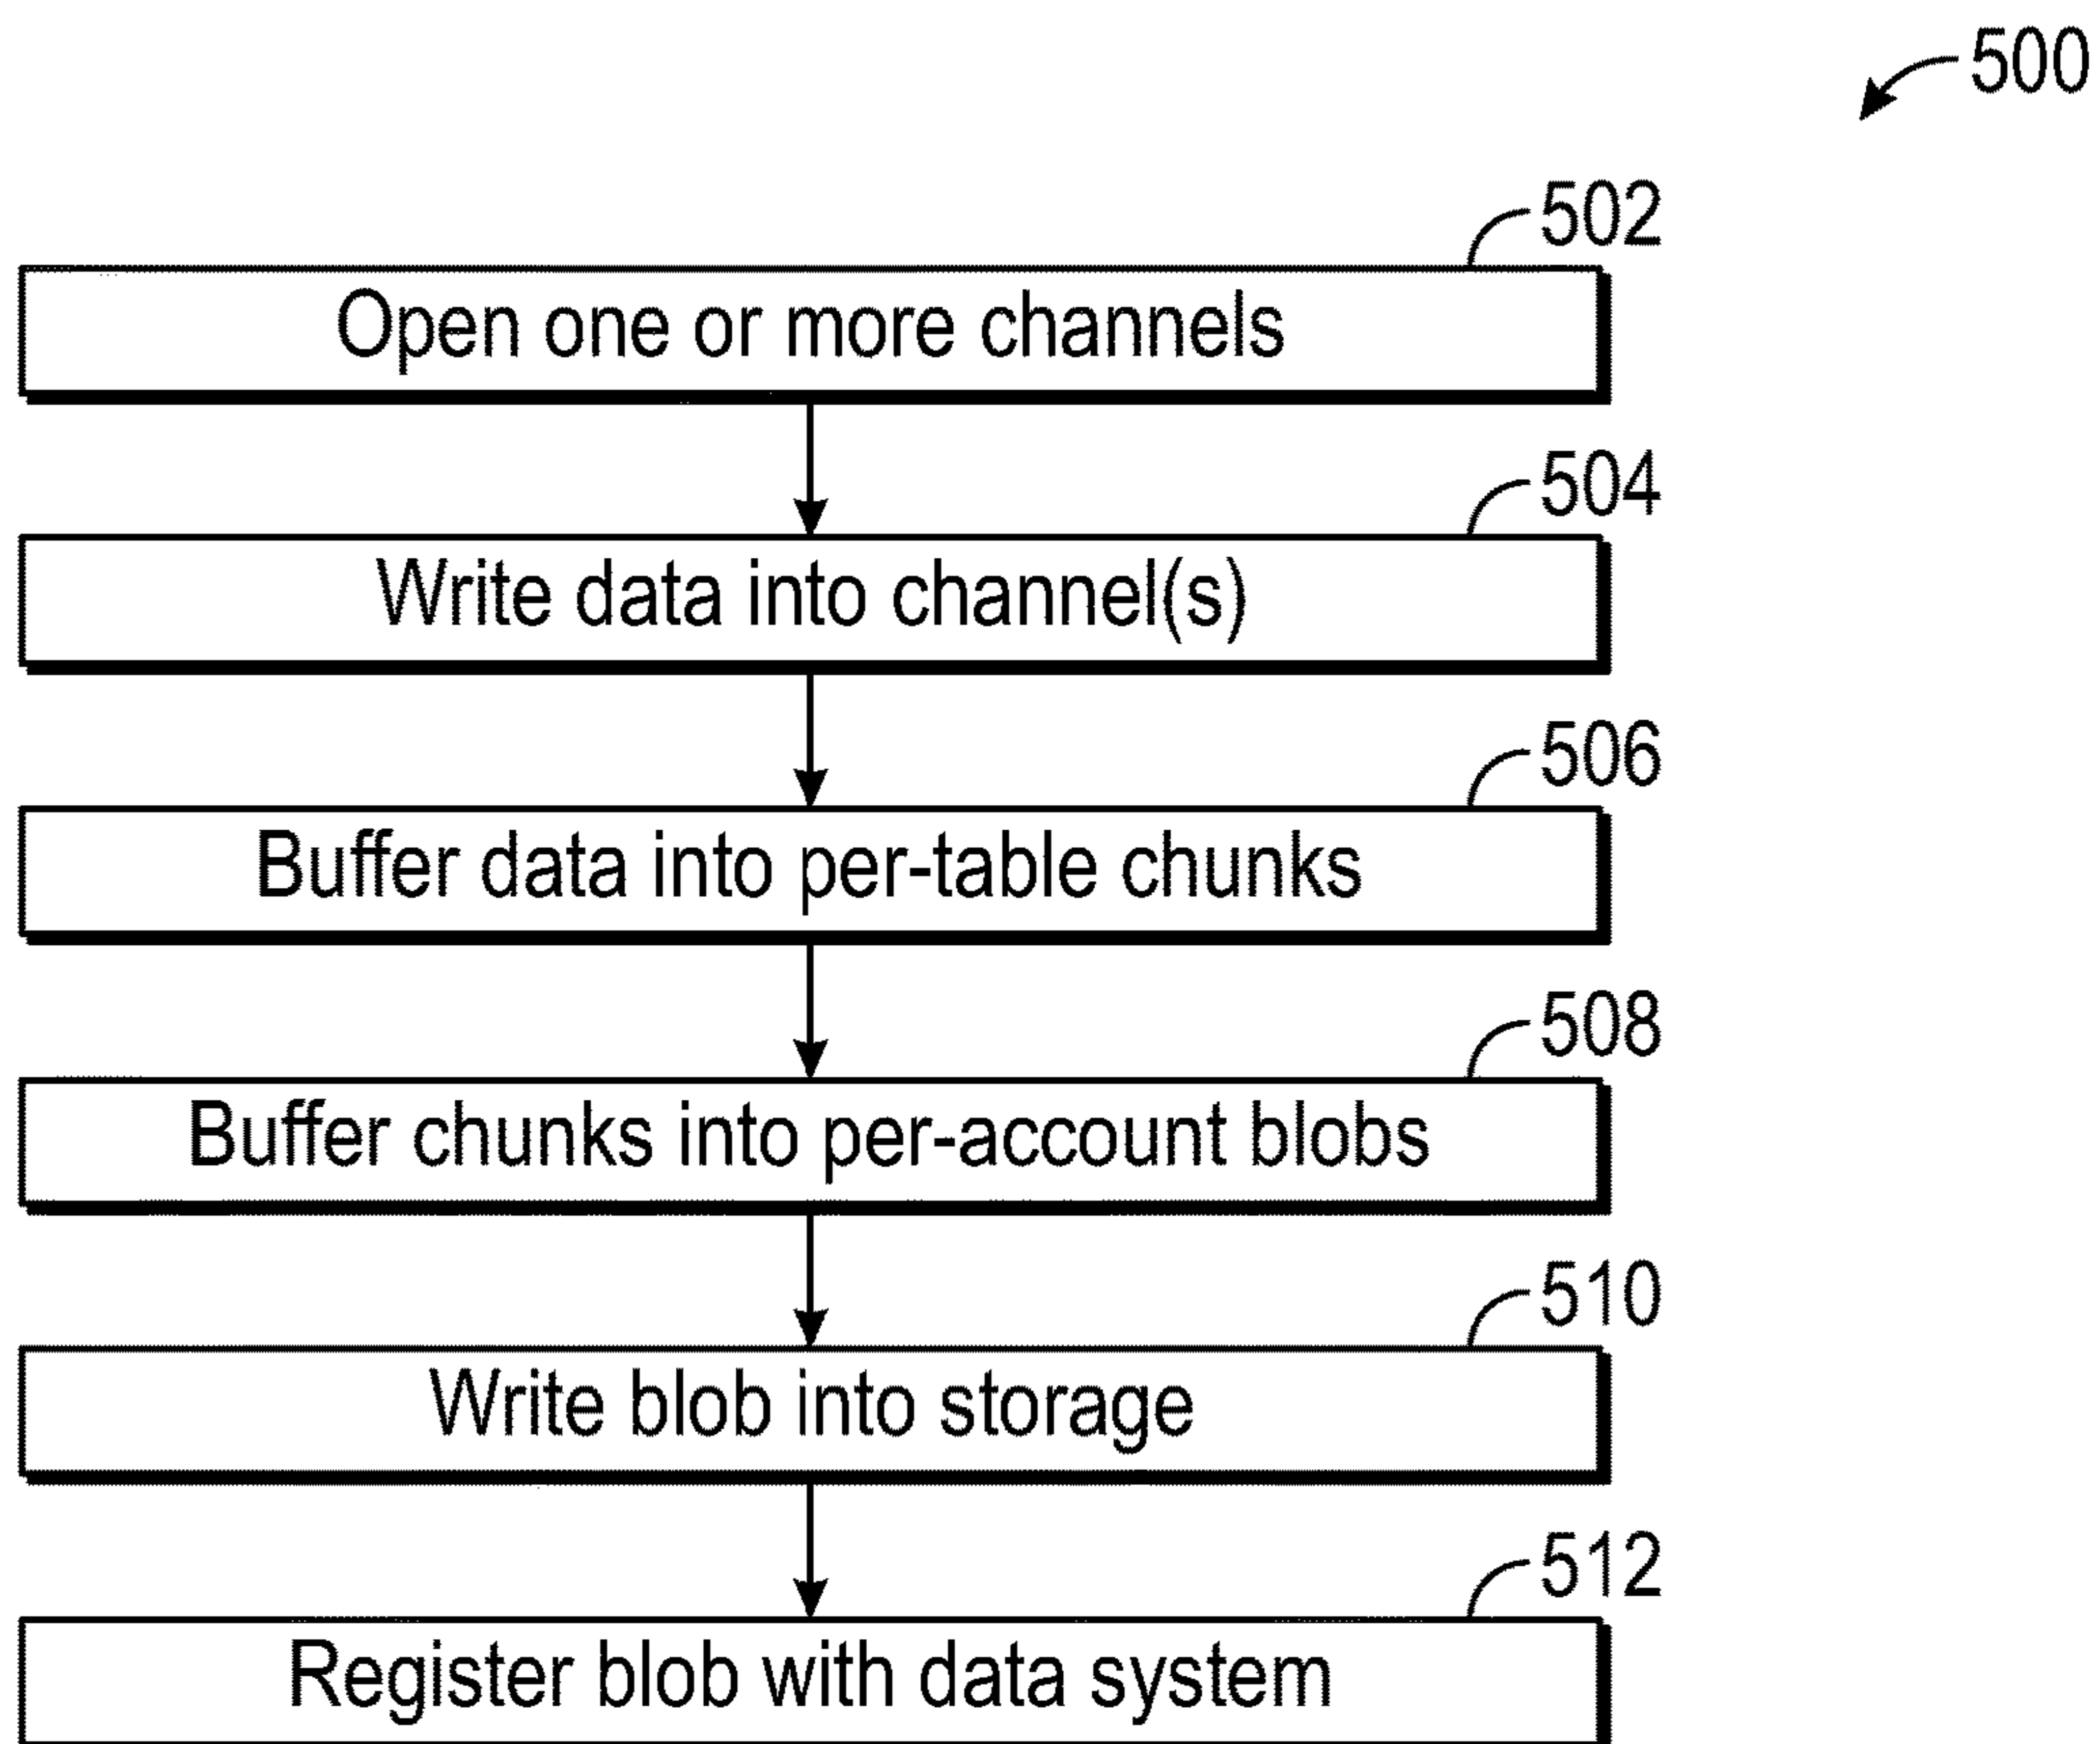 500
502
Open one or more channels
504
Write data into channel(s)
506
Buffer data into per-table chunks
508
Buffer chunks into per-account blobs
510
Write blob into storage
512
Register blob with data system